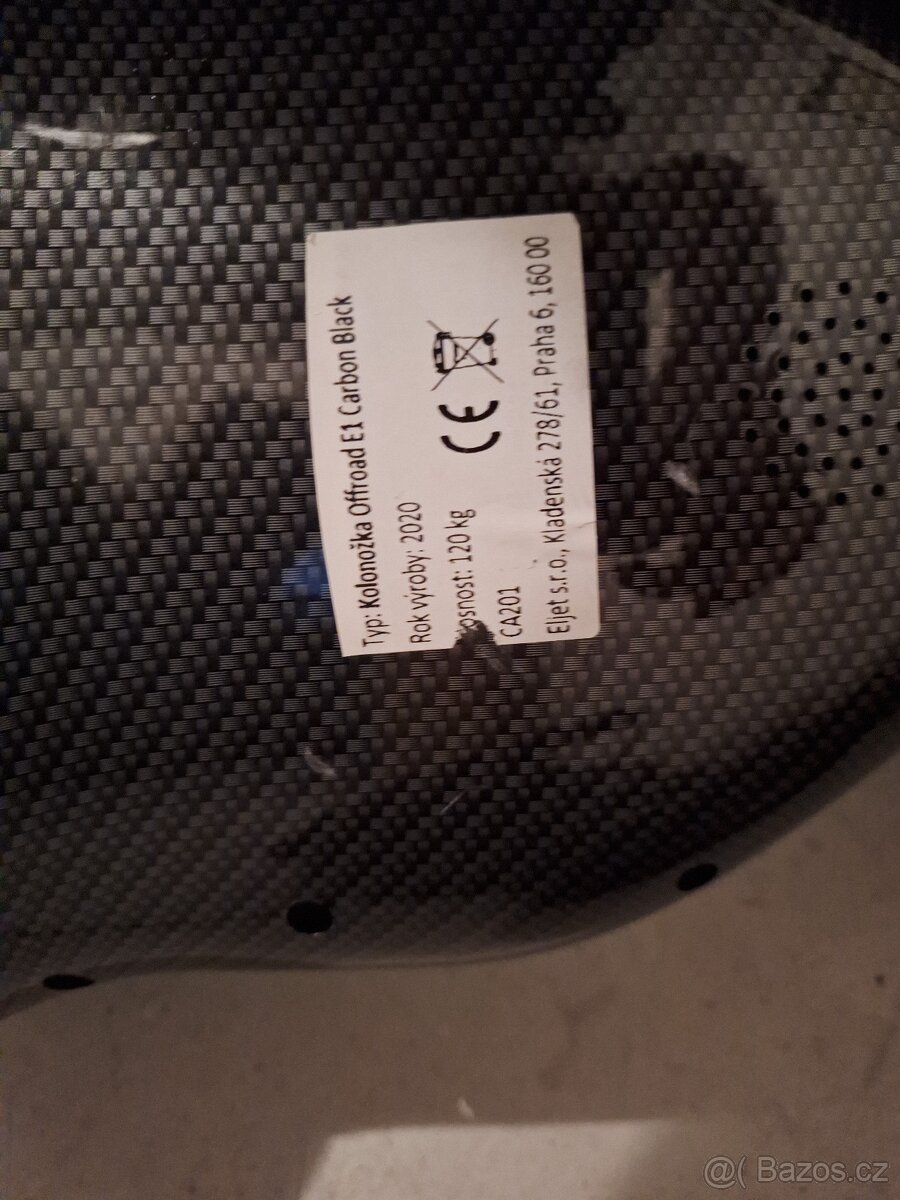 Typ: Kolonožka Offroad E1 Carbon Black
Rok výroby: 2020
osnost: 120 kg
CA201
CE
Eljet s.r.o., Kladenská 278/61, Praha 6, 160 00
@( Bazos.cz